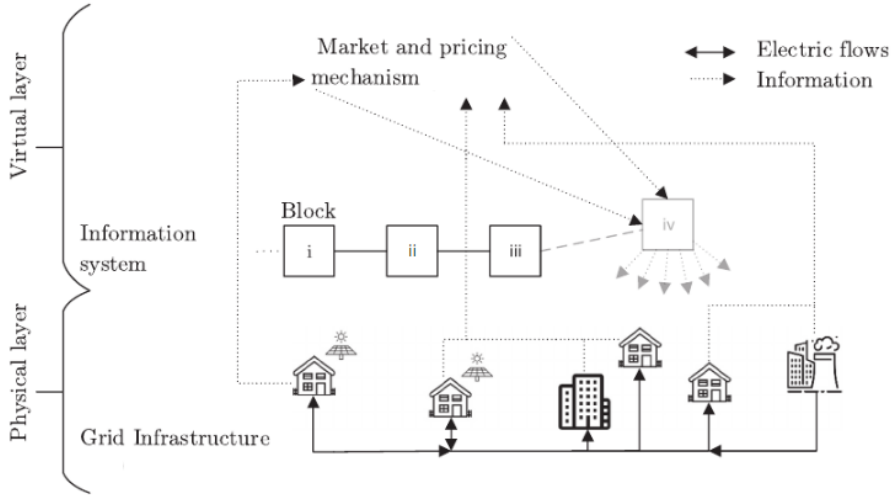 Market and pricing
mechanism
Electric flows
Information
Virtual layer
Block
Information
system
i
ii
iii
iv
Physical layer
Grid Infrastructure